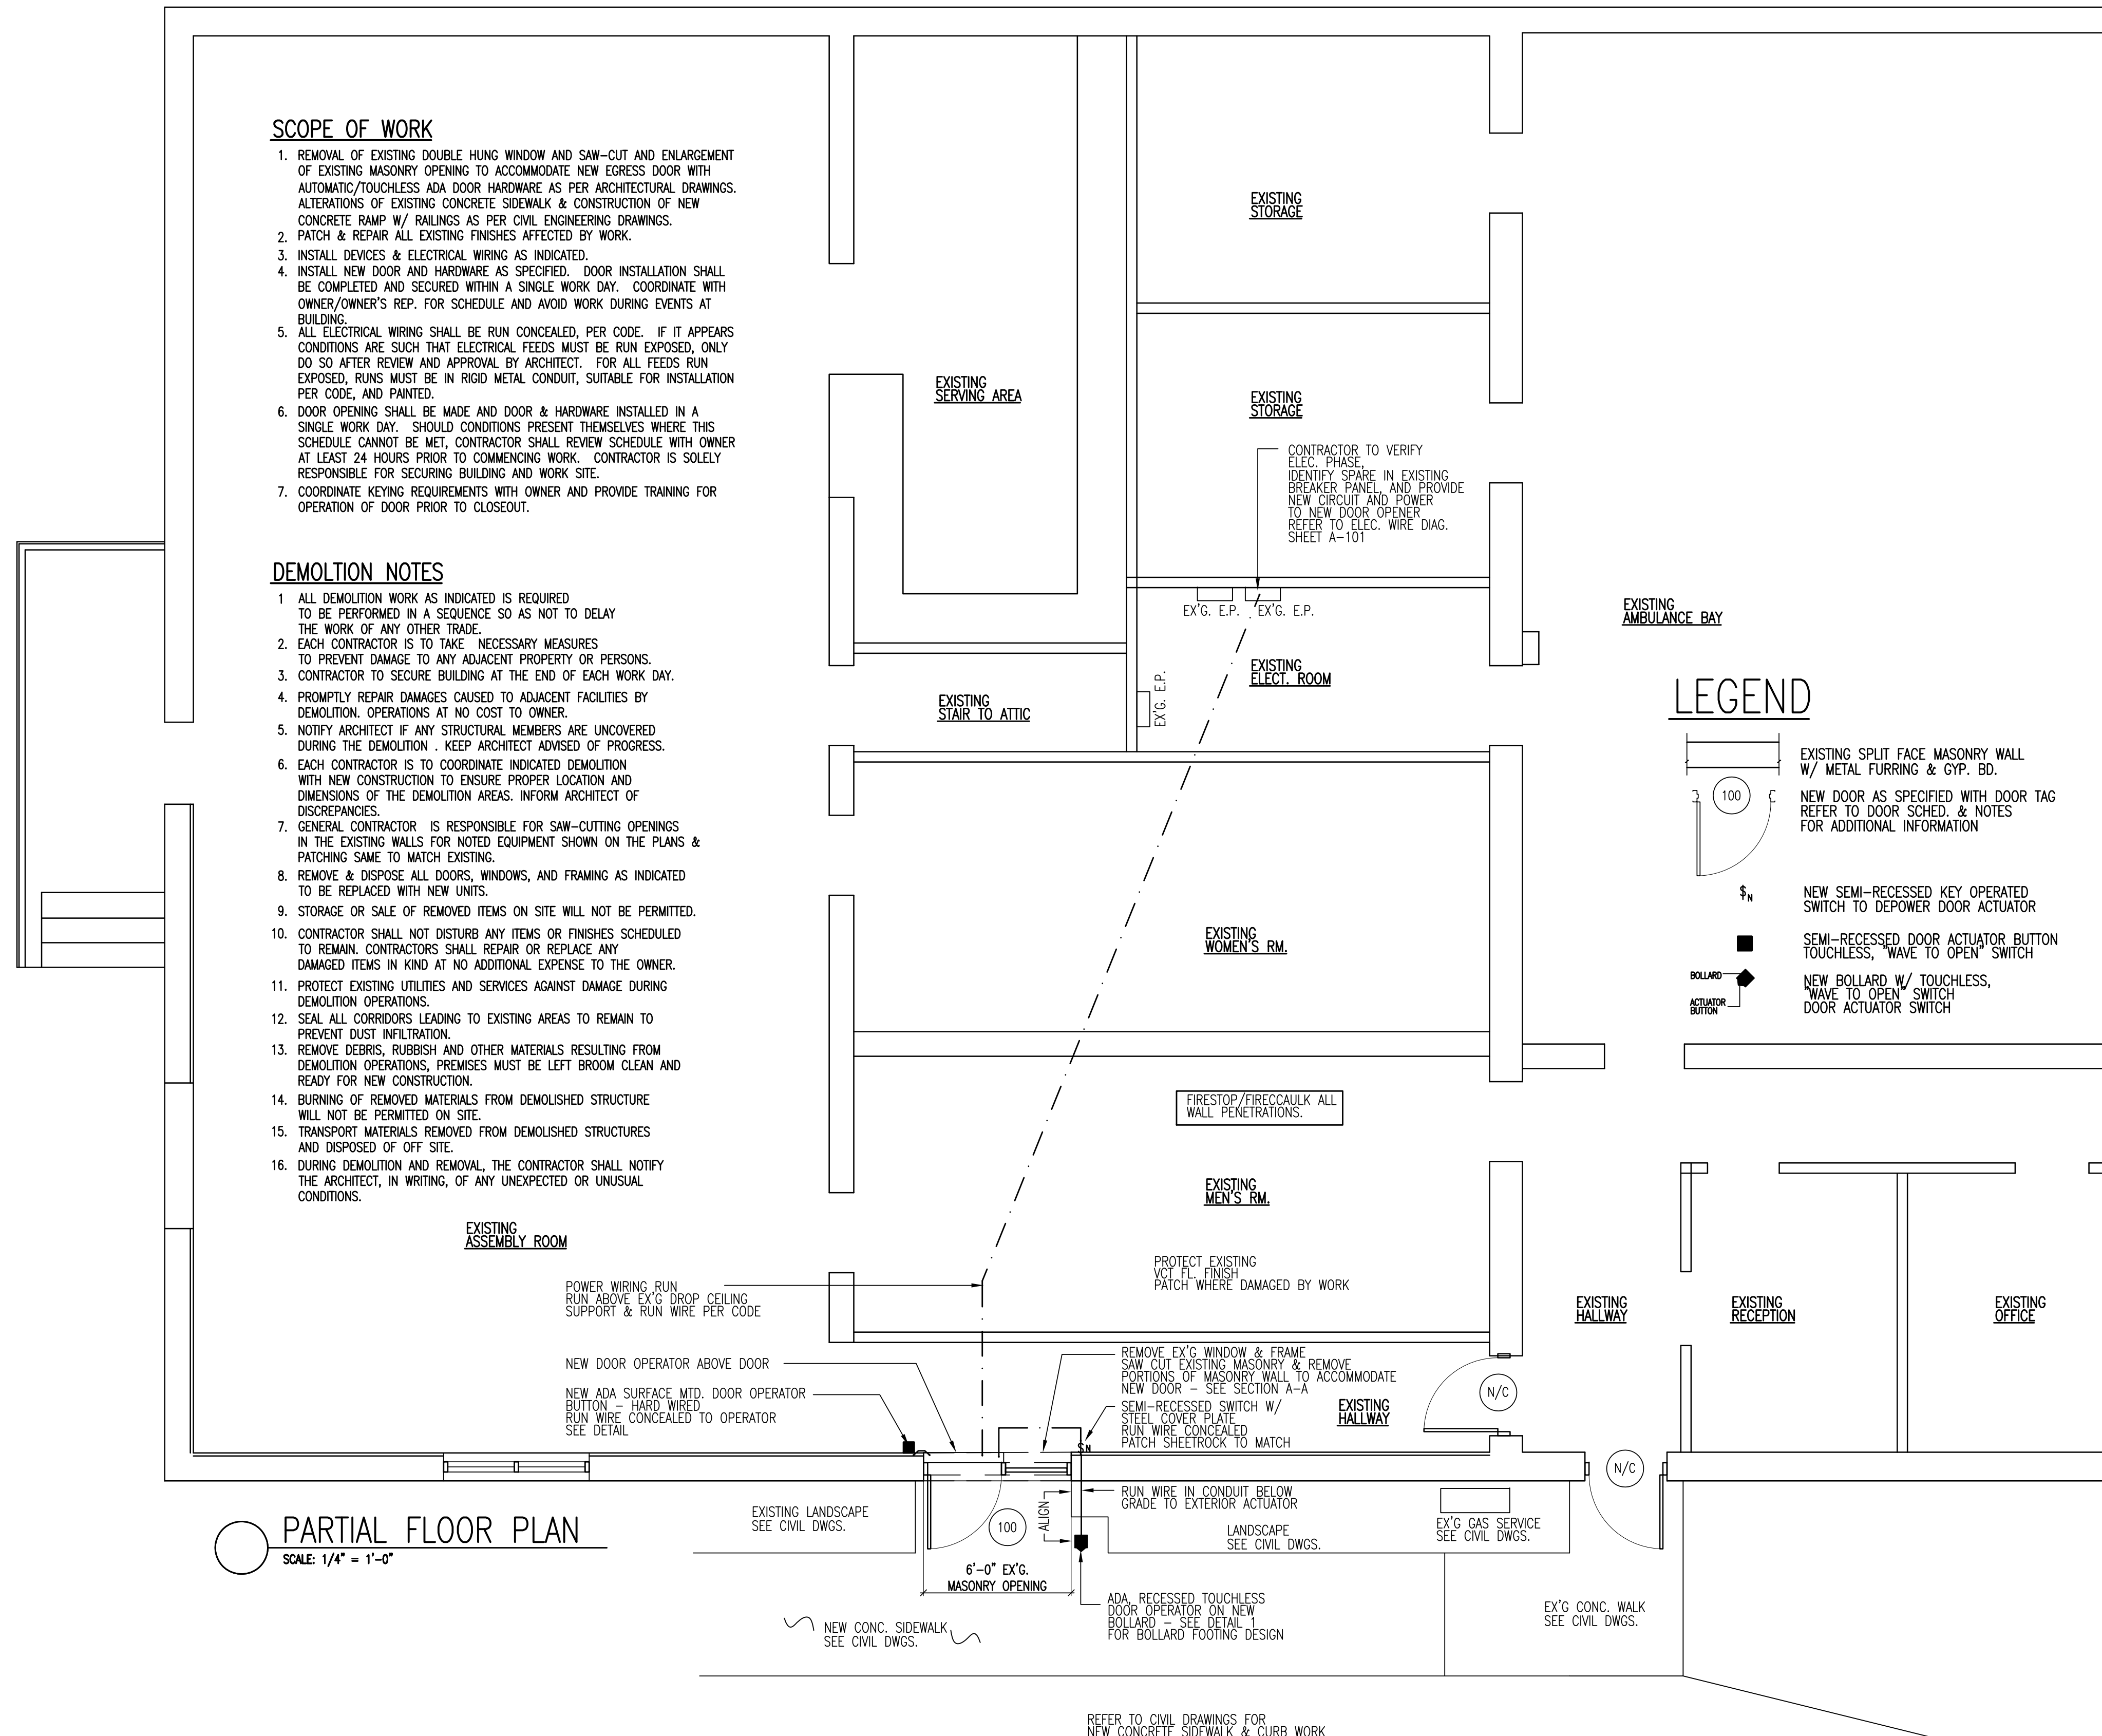 SCOPE OF WORK
1. REMOVAL OF EXISTING DOUBLE HUNG WINDOW AND SAW-CUT AND ENLARGEMENT
OF EXISTING MASONRY OPENING TO ACCOMMODATE NEW EGRESS DOOR WITH
AUTOMATIC/TOUCHLESS ADA DOOR HARDWARE AS PER ARCHITECTURAL DRAWINGS.
ALTERATIONS OF EXISTING CONCRETE SIDEWALK & CONSTRUCTION OF NEW
CONCRETE RAMP W/ RAILINGS AS PER CIVIL ENGINEERING DRAWINGS.
2. PATCH & REPAIR ALL EXISTING FINISHES AFFECTED BY WORK.
3. INSTALL DEVICES & ELECTRICAL WIRING AS INDICATED.
4. INSTALL NEW DOOR AND HARDWARE AS SPECIFIED. DOOR INSTALLATION SHALL
BE COMPLETED AND SECURED WITHIN A SINGLE WORK DAY. COORDINATE WITH
OWNER/OWNER'S REP. FOR SCHEDULE AND AVOID WORK DURING EVENTS AT
BUILDING.
5. ALL ELECTRICAL WIRING SHALL BE RUN CONCEALED, PER CODE. IF IT APPEARS
CONDITIONS ARE SUCH THAT ELECTRICAL FEEDS MUST BE RUN EXPOSED, ONLY
DO SO AFTER REVIEW AND APPROVAL BY ARCHITECT. FOR ALL FEEDS RUN
EXPOSED, RUNS MUST BE IN RIGID METAL CONDUIT, SUITABLE FOR INSTALLATION
PER CODE, AND PAINTED.
6. DOOR OPENING SHALL BE MADE AND DOOR & HARDWARE INSTALLED IN A
SINGLE WORK DAY. SHOULD CONDITIONS PRESENT THEMSELVES WHERE THIS
SCHEDULE CANNOT BE MET, CONTRACTOR SHALL REVIEW SCHEDULE WITH OWNER
AT LEAST 24 HOURS PRIOR TO COMMENCING WORK. CONTRACTOR IS SOLELY
RESPONSIBLE FOR SECURING BUILDING AND WORK SITE.
7. COORDINATE KEYING REQUIREMENTS WITH OWNER AND PROVIDE TRAINING FOR
OPERATION OF DOOR PRIOR TO CLOSEOUT.
DEMOLTION NOTES
1 ALL DEMOLITION WORK AS INDICATED IS REQUIRED
TO BE PERFORMED IN A SEQUENCE SO AS NOT TO DELAY
THE WORK OF ANY OTHER TRADE.
2. EACH CONTRACTOR IS TO TAKE NECESSARY MEASURES
TO PREVENT DAMAGE TO ANY ADJACENT PROPERTY OR PERSONS.
3. CONTRACTOR TO SECURE BUILDING AT THE END OF EACH WORK DAY.
4. PROMPTLY REPAIR DAMAGES CAUSED TO ADJACENT FACILITIES BY
DEMOLITION. OPERATIONS AT NO COST TO OWNER.
5. NOTIFY ARCHITECT IF ANY STRUCTURAL MEMBERS ARE UNCOVERED
DURING THE DEMOLITION . KEEP ARCHITECT ADVISED OF PROGRESS.
6. EACH CONTRACTOR IS TO COORDINATE INDICATED DEMOLITION
WITH NEW CONSTRUCTION TO ENSURE PROPER LOCATION AND
DIMENSIONS OF THE DEMOLITION AREAS. INFORM ARCHITECT OF
DISCREPANCIES.
7. GENERAL CONTRACTOR IS RESPONSIBLE FOR SAW-CUTTING OPENINGS
IN THE EXISTING WALLS FOR NOTED EQUIPMENT SHOWN ON THE PLANS &
PATCHING SAME TO MATCH EXISTING.
8. REMOVE & DISPOSE ALL DOORS, WINDOWS, AND FRAMING AS INDICATED
TO BE REPLACED WITH NEW UNITS.
9. STORAGE OR SALE OF REMOVED ITEMS ON SITE WILL NOT BE PERMITTED.
10. CONTRACTOR SHALL NOT DISTURB ANY ITEMS OR FINISHES SCHEDULED
TO REMAIN. CONTRACTORS SHALL REPAIR OR REPLACE ANY
DAMAGED ITEMS IN KIND AT NO ADDITIONAL EXPENSE TO THE OWNER.
11. PROTECT EXISTING UTILITIES AND SERVICES AGAINST DAMAGE DURING
DEMOLITION OPERATIONS.
12. SEAL ALL CORRIDORS LEADING TO EXISTING AREAS TO REMAIN TO
PREVENT DUST INFILTRATION.
13. REMOVE DEBRIS, RUBBISH AND OTHER MATERIALS RESULTING FROM
DEMOLITION OPERATIONS, PREMISES MUST BE LEFT BROOM CLEAN AND
READY FOR NEW CONSTRUCTION.
14. BURNING OF REMOVED MATERIALS FROM DEMOLISHED STRUCTURE
WILL NOT BE PERMITTED ON SITE.
15. TRANSPORT MATERIALS REMOVED FROM DEMOLISHED STRUCTURES
AND DISPOSED OF OFF SITE.
16. DURING DEMOLITION AND REMOVAL, THE CONTRACTOR SHALL NOTIFY
THE ARCHITECT, IN WRITING, OF ANY UNEXPECTED OR UNUSUAL
CONDITIONS.
EXISTING
ASSEMBLY ROOM
EXISTING
SERVING AREA
EXISTING
STAIR TO ATTIC
EXISTING
STORAGE
EXISTING
STORAGE
CONTRACTOR TO VERIFY
ELEC. PHASE,
IDENTIFY SPARE IN EXISTING
BREAKER PANEL, AND PROVIDE
NEW CIRCUIT AND POWER
TO NEW DOOR OPENER
REFER TO ELEC. WIRE DIAG.
SHEET A-101
EX'G. E.P.
EX'G. E.P.
EX'G. E.P.
EXISTING
ELECT. ROOM
EXISTING
AMBULANCE BAY
LEGEND
EXISTING SPLIT FACE MASONRY WALL
W/ METAL FURRING & GYP. BD.
100
NEW DOOR AS SPECIFIED WITH DOOR TAG
REFER TO DOOR SCHED. & NOTES
FOR ADDITIONAL INFORMATION
$N
NEW SEMI-RECESSED KEY OPERATED
SWITCH TO DEPOWER DOOR ACTUATOR
SEMI-RECESSED DOOR ACTUATOR BUTTON
TOUCHLESS, "WAVE TO OPEN" SWITCH
BOLLARD
ACTUATOR
BUTTON
NEW BOLLARD W/ TOUCHLESS,
"WAVE TO OPEN" SWITCH
DOOR ACTUATOR SWITCH
EXISTING
WOMEN'S RM.
FIRESTOP/FIRECCAULK ALL
WALL PENETRATIONS.
EXISTING
MEN'S RM.
PROTECT EXISTING
VCT FL. FINISH
PATCH WHERE DAMAGED BY WORK
EXISTING
HALLWAY
EXISTING
RECEPTION
EXISTING
OFFICE
POWER WIRING RUN
RUN ABOVE EX'G DROP CEILING
SUPPORT & RUN WIRE PER CODE
NEW DOOR OPERATOR ABOVE DOOR
NEW ADA SURFACE MTD. DOOR OPERATOR
BUTTON - HARD WIRED
RUN WIRE CONCEALED TO OPERATOR
SEE DETAIL
REMOVE EX'G WINDOW & FRAME
SAW CUT EXISTING MASONRY & REMOVE
PORTIONS OF MASONRY WALL TO ACCOMMODATE
NEW DOOR - SEE SECTION A-A
SEMI-RECESSED SWITCH W/
STEEL COVER PLATE
RUN WIRE CONCEALED
PATCH SHEETROCK TO MATCH
$N
EXISTING
HALLWAY
N/C
N/C
EXISTING LANDSCAPE
SEE CIVIL DWGS.
100
ALIGN
RUN WIRE IN CONDUIT BELOW
GRADE TO EXTERIOR ACTUATOR
LANDSCAPE
SEE CIVIL DWGS.
EX'G GAS SERVICE
SEE CIVIL DWGS.
6'-0" EX'G.
MASONRY OPENING
ADA, RECESSED TOUCHLESS
DOOR OPERATOR ON NEW
BOLLARD - SEE DETAIL 1
FOR BOLLARD FOOTING DESIGN
EX'G CONC. WALK
SEE CIVIL DWGS.
NEW CONC. SIDEWALK
SEE CIVIL DWGS.
PARTIAL FLOOR PLAN
SCALE: 1/4" = 1'-0"
REFER TO CIVIL DRAWINGS FOR
NEW CONCRETE SIDEWALK & CURB WORK